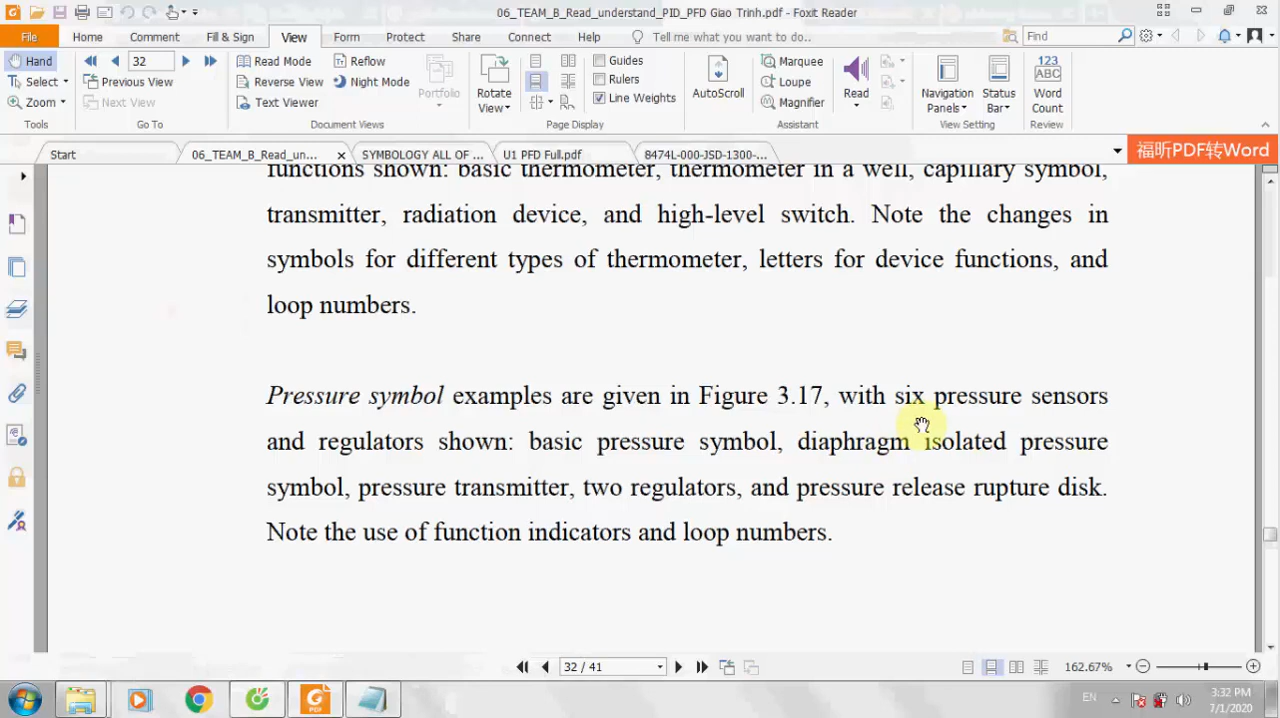 06_TEAM_B_Read_understand_PID_PFD Giao Trinh.pdf - Foxit Reader
File Home Comment Fill & Sign View Form Protect Share Connect Help Tell me what you want to do... Find
Hand 32 Read Mode Reflow Guides Marquee 123
Select Previous View Reverse View Night Mode Rulers Loupe ABC
Zoom Next View Text Viewer Portfolio Rotate View Line Weights AutoScroll Magnifier Read Navigation Panels Status Bar Word Count
Tools Go To Document Views Page Display Assistant View Setting Review
Start 06_TEAM_B_Read_un... SYMBOLOGY ALL OF ... U1 PFD Full.pdf 8474L-000-JSD-1300-... 福昕PDF转Word
functions shown: basic thermometer, thermometer in a well, capillary symbol,
transmitter, radiation device, and high-level switch. Note the changes in
symbols for different types of thermometer, letters for device functions, and
loop numbers.
Pressure symbol examples are given in Figure 3.17, with six pressure sensors
and regulators shown: basic pressure symbol, diaphragm isolated pressure
symbol, pressure transmitter, two regulators, and pressure release rupture disk.
Note the use of function indicators and loop numbers.
32 / 41 162.67%
PDF EN 3:32 PM
7/1/2020